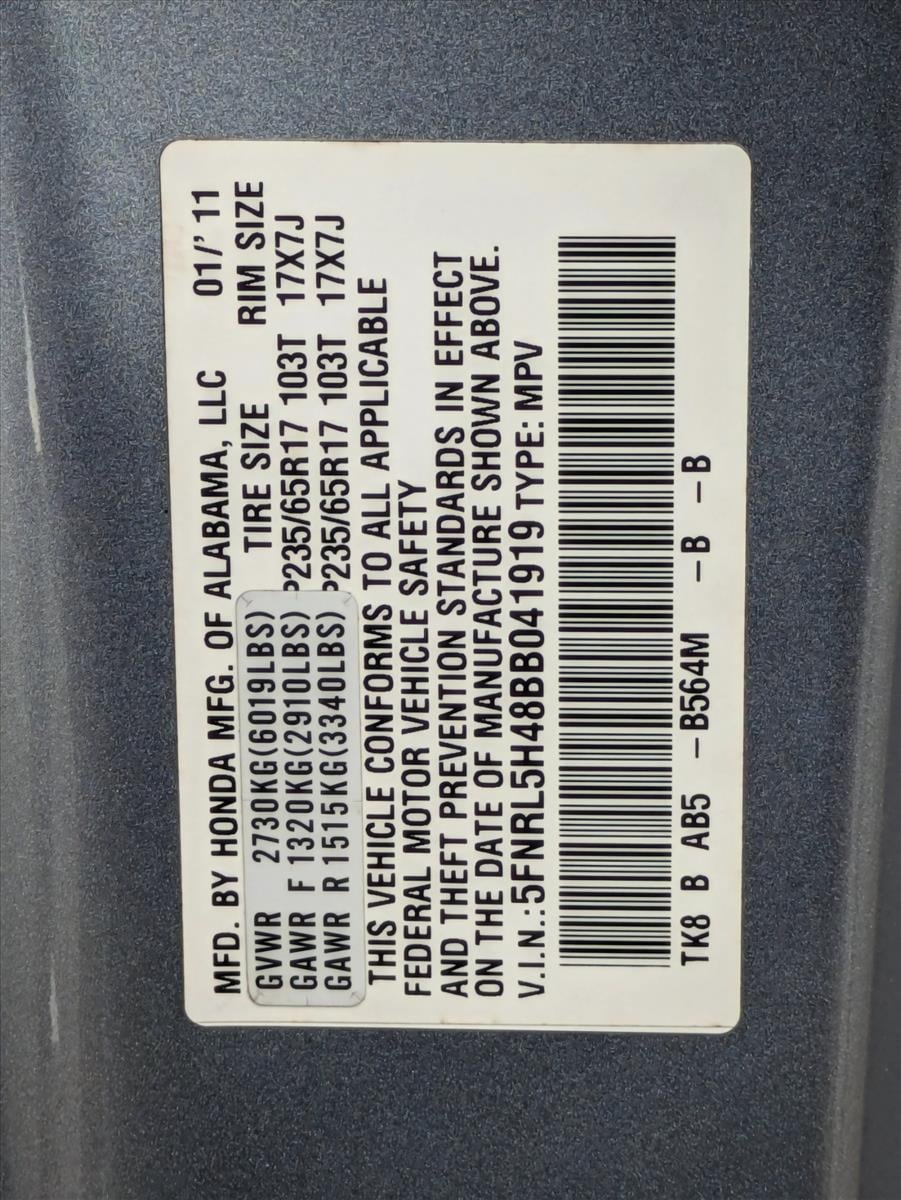 MFD. BY HONDA MFG. OF ALABAMA, LLC 01/' 11
TIRE SIZE RIM SIZE
GVWR 2730KG(6019LBS)
GAWR F 1320KG(2910LBS) P235/65R17 103T 17X7J
GAWR R 1515KG(3340LBS) P235/65R17 103T 17X7J
THIS VEHICLE CONFORMS TO ALL APPLICABLE
FEDERAL MOTOR VEHICLE SAFETY
AND THEFT PREVENTION STANDARDS IN EFFECT
ON THE DATE OF MANUFACTURE SHOWN ABOVE.
V.I.N.:5FNRL5H48BB041919 TYPE: MPV
TK8 B AB5 –B564M –B –B